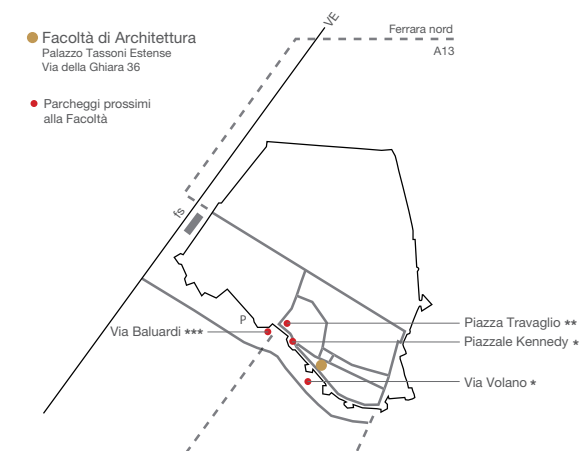 VE
Ferrara nord
A13
Facoltà di Architettura
Palazzo Tassoni Estense
Via della Ghiara 36
Parcheggi prossimi
alla Facoltà
fs
P
Via Baluardi ***
Piazza Travaglio **
Piazzale Kennedy *
Via Volano *